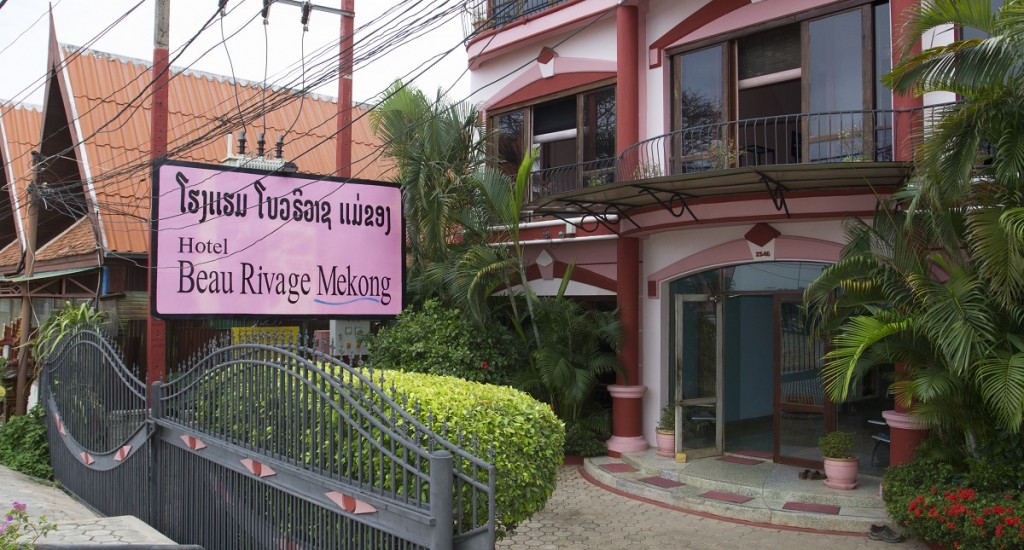 ໂຮງແຮມ ໂບວຣິວາຊ ແມ່ຂອງ
Hotel
Beau Rivage Mekong